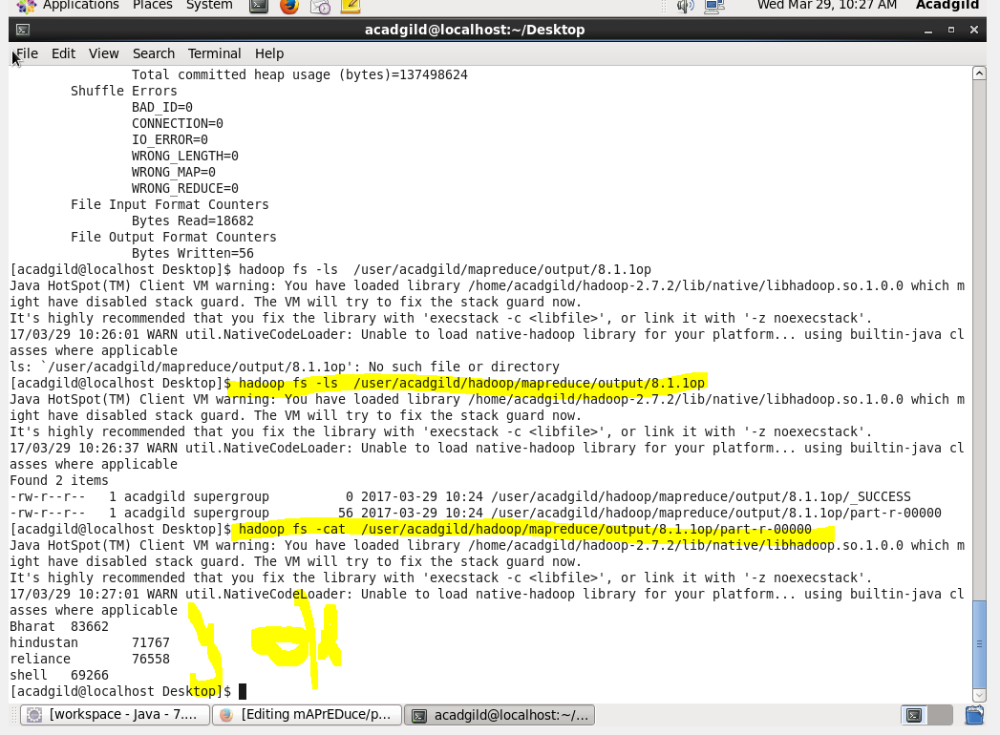 Applications Places System Wed Mar 29, 10:27 AM Acadgild
acadgild@localhost:~/Desktop
File Edit View Search Terminal Help
Total committed heap usage (bytes)=137498624
Shuffle Errors
BAD_ID=0
CONNECTION=0
IO_ERROR=0
WRONG_LENGTH=0
WRONG_MAP=0
WRONG_REDUCE=0
File Input Format Counters
Bytes Read=18682
File Output Format Counters
Bytes Written=56
[acadgild@localhost Desktop]$ hadoop fs -ls  /user/acadgild/mapreduce/output/8.1.1op
Java HotSpot(TM) Client VM warning: You have loaded library /home/acadgild/hadoop-2.7.2/lib/native/libhadoop.so.1.0.0 which m
ight have disabled stack guard. The VM will try to fix the stack guard now.
It's highly recommended that you fix the library with 'execstack -c <libfile>', or link it with '-z noexecstack'.
17/03/29 10:26:01 WARN util.NativeCodeLoader: Unable to load native-hadoop library for your platform... using builtin-java cl
asses where applicable
ls: `/user/acadgild/mapreduce/output/8.1.1op': No such file or directory
[acadgild@localhost Desktop]$ hadoop fs -ls  /user/acadgild/hadoop/mapreduce/output/8.1.1op
Java HotSpot(TM) Client VM warning: You have loaded library /home/acadgild/hadoop-2.7.2/lib/native/libhadoop.so.1.0.0 which m
ight have disabled stack guard. The VM will try to fix the stack guard now.
It's highly recommended that you fix the library with 'execstack -c <libfile>', or link it with '-z noexecstack'.
17/03/29 10:26:37 WARN util.NativeCodeLoader: Unable to load native-hadoop library for your platform... using builtin-java cl
asses where applicable
Found 2 items
-rw-r--r--   1 acadgild supergroup          0 2017-03-29 10:24 /user/acadgild/hadoop/mapreduce/output/8.1.1op/_SUCCESS
-rw-r--r--   1 acadgild supergroup         56 2017-03-29 10:24 /user/acadgild/hadoop/mapreduce/output/8.1.1op/part-r-00000
[acadgild@localhost Desktop]$ hadoop fs -cat  /user/acadgild/hadoop/mapreduce/output/8.1.1op/part-r-00000
Java HotSpot(TM) Client VM warning: You have loaded library /home/acadgild/hadoop-2.7.2/lib/native/libhadoop.so.1.0.0 which m
ight have disabled stack guard. The VM will try to fix the stack guard now.
It's highly recommended that you fix the library with 'execstack -c <libfile>', or link it with '-z noexecstack'.
17/03/29 10:27:01 WARN util.NativeCodeLoader: Unable to load native-hadoop library for your platform... using builtin-java cl
asses where applicable
Bharat  83662
hindustan       71767
reliance        76558
shell   69266
[acadgild@localhost Desktop]$
[workspace - Java - 7.... [Editing mAPrEDuce/p... acadgild@localhost:~/...